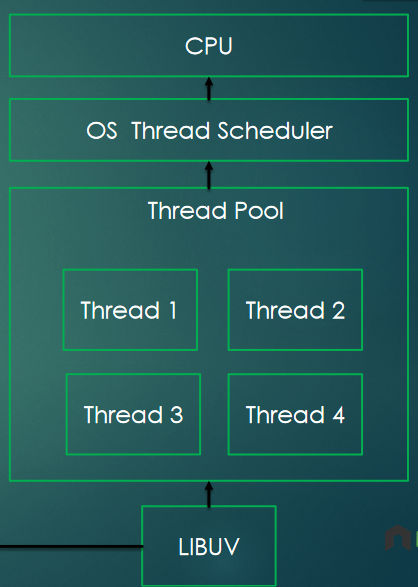 CPU
OS Thread Scheduler
Thread Pool
Thread 1
Thread 2
Thread 3
Thread 4
LIBUV